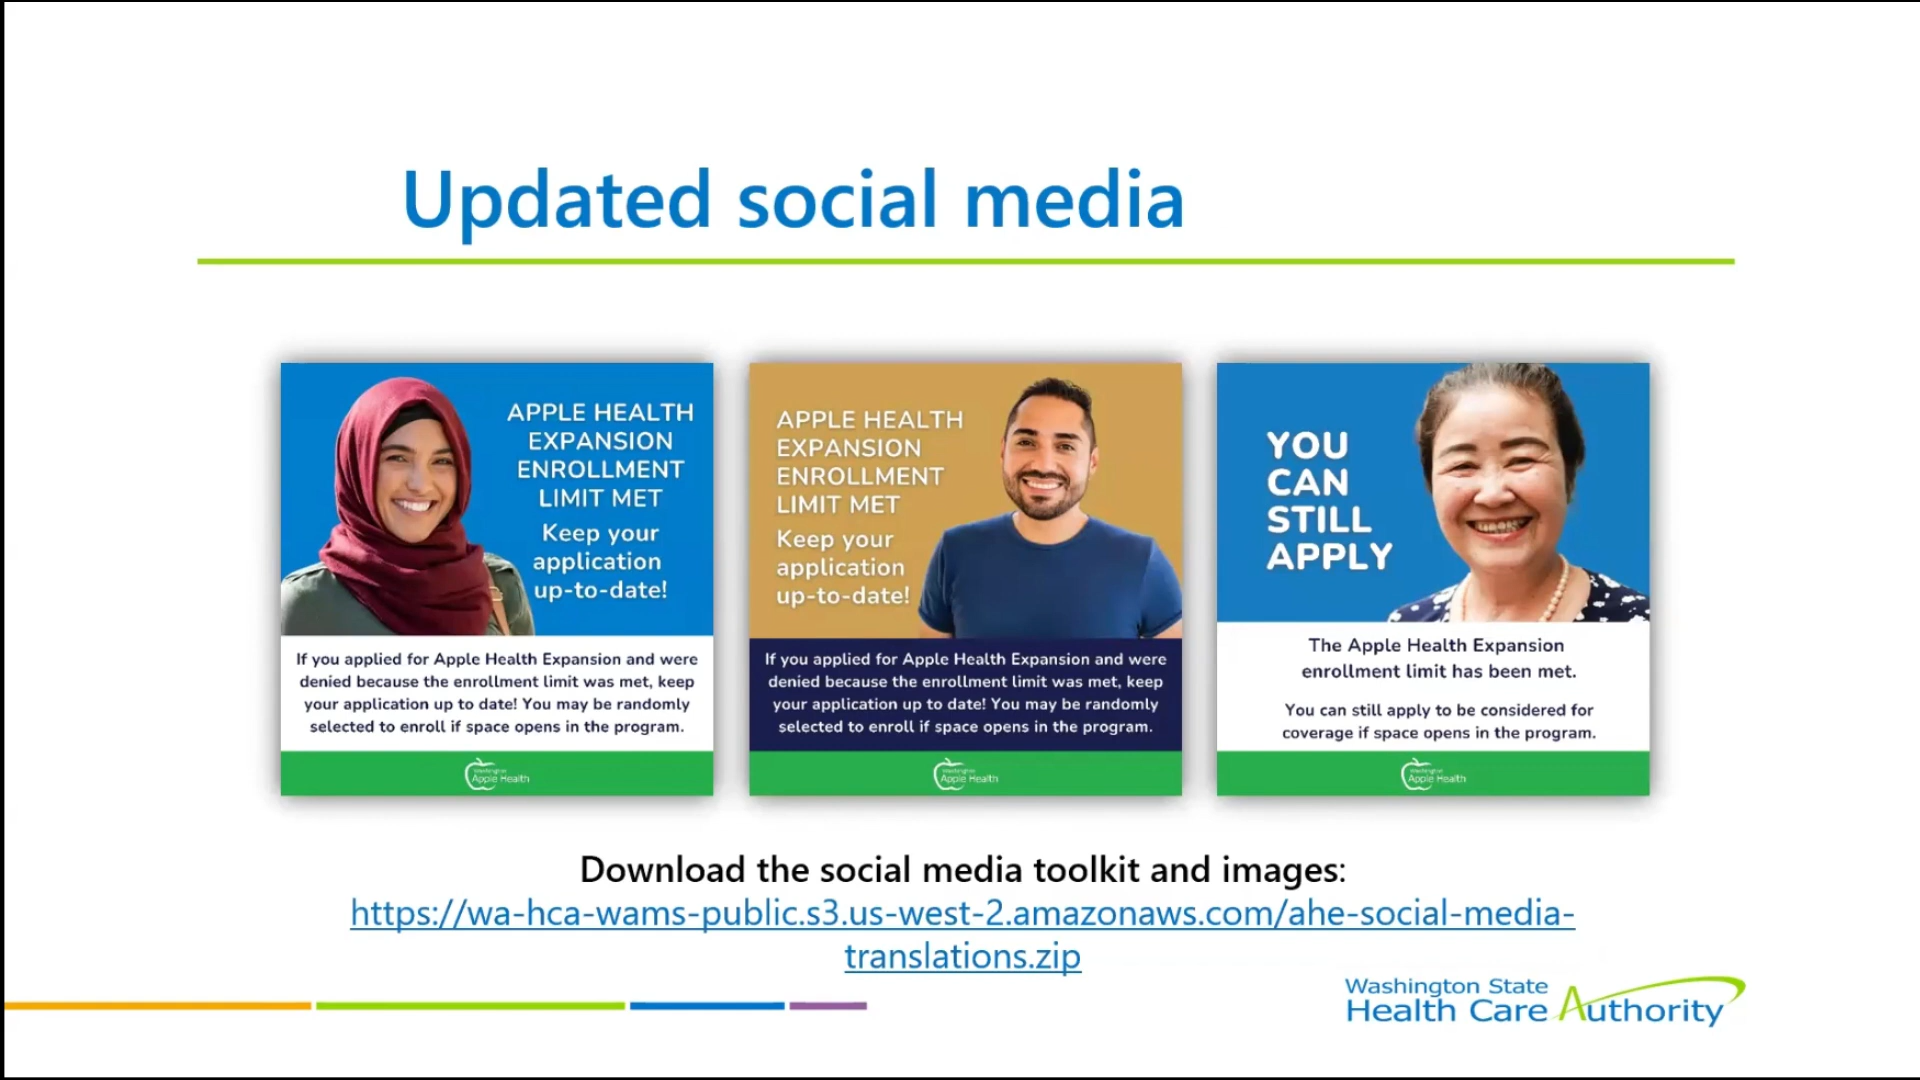 Updated social media
APPLE HEALTH
EXPANSION
ENROLLMENT
LIMIT MET
Keep your
application
up-to-date!
If you applied for Apple Health Expansion and were
denied because the enrollment limit was met, keep
your application up to date! You may be randomly
selected to enroll if space opens in the program.
Washington
Apple Health
APPLE HEALTH
EXPANSION
ENROLLMENT
LIMIT MET
Keep your
application
up-to-date!
If you applied for Apple Health Expansion and were
denied because the enrollment limit was met, keep
your application up to date! You may be randomly
selected to enroll if space opens in the program.
Washington
Apple Health
YOU
CAN
STILL
APPLY
The Apple Health Expansion
enrollment limit has been met.
You can still apply to be considered for
coverage if space opens in the program.
Washington
Apple Health
Download the social media toolkit and images:
https://wa-hca-wams-public.s3.us-west-2.amazonaws.com/ahe-social-media-
translations.zip
Washington State
Health Care Authority